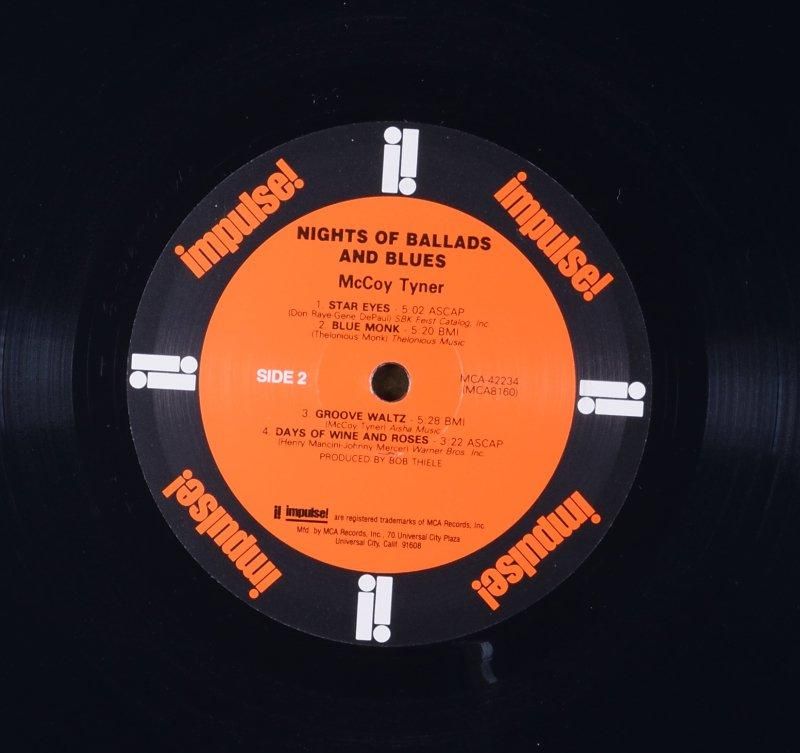 impulse!
impulse!
NIGHTS OF BALLADS
AND BLUES
McCoy Tyner
1. STAR EYES - 5:02 ASCAP
(Don Raye-Gene DePaul) SBK Feist Catalog, Inc.
2. BLUE MONK - 5:20 BMI
(Thelonious Monk) Thelonious Music
SIDE 2
MCA-42234
(MCA8160)
3. GROOVE WALTZ - 5:28 BMI
(McCoy Tyner) Aisha Music
4. DAYS OF WINE AND ROSES - 3:22 ASCAP
(Henry Mancini-Johnny Mercer) Warner Bros. Inc.
PRODUCED BY BOB THIELE
impulse! are registered trademarks of MCA Records, Inc.
Mfd. by MCA Records, Inc., 70 Universal City Plaza
Universal City, Calif. 91608
impulse!
impulse!